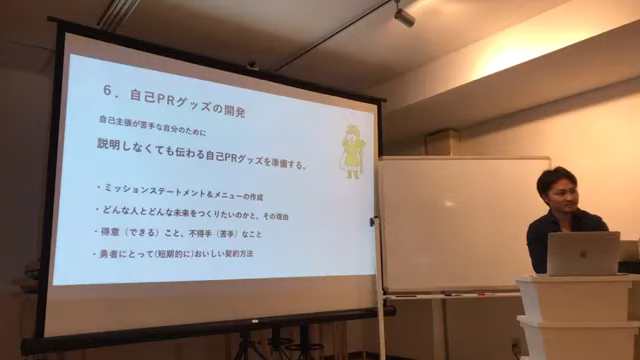 6. 自己PRグッズの開発
自己主張が苦手な自分のために
説明しなくても伝わる自己PRグッズを準備する。
・ミッションステートメント＆メニューの作成
・どんな人とどんな未来をつくりたいのかと、その理由
・得意（できる）こと、不得手（苦手）なこと
・勇者にとって(短期的に)おいしい契約方法